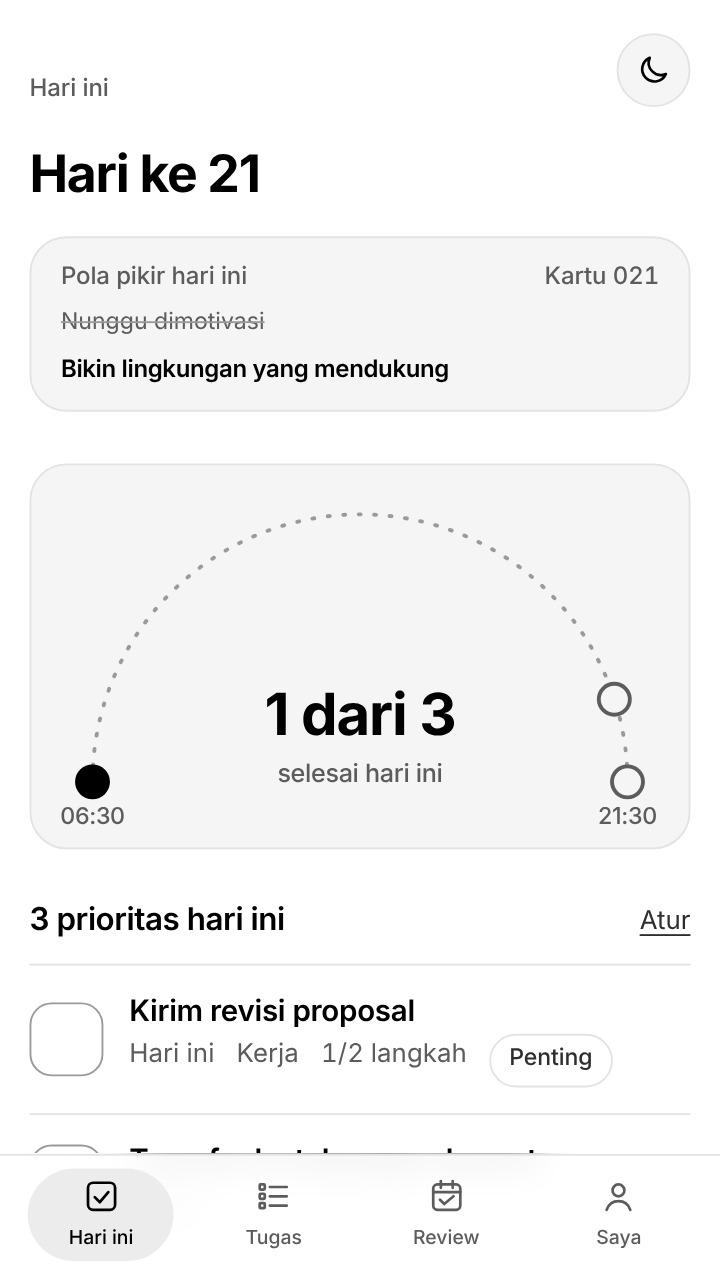 Hari ini
Hari ke 21
Pola pikir hari ini Kartu 021
Nunggu dimotivasi
Bikin lingkungan yang mendukung
1 dari 3
selesai hari ini
06:30 21:30
3 prioritas hari ini Atur
Kirim revisi proposal
Hari ini Kerja 1/2 langkah Penting
Hari ini Tugas Review Saya